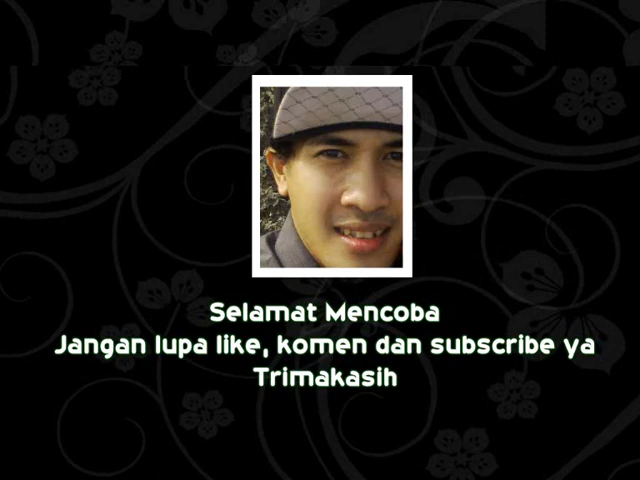 Selamat Mencoba
Jangan lupa like, komen dan subscribe ya
Trimakasih